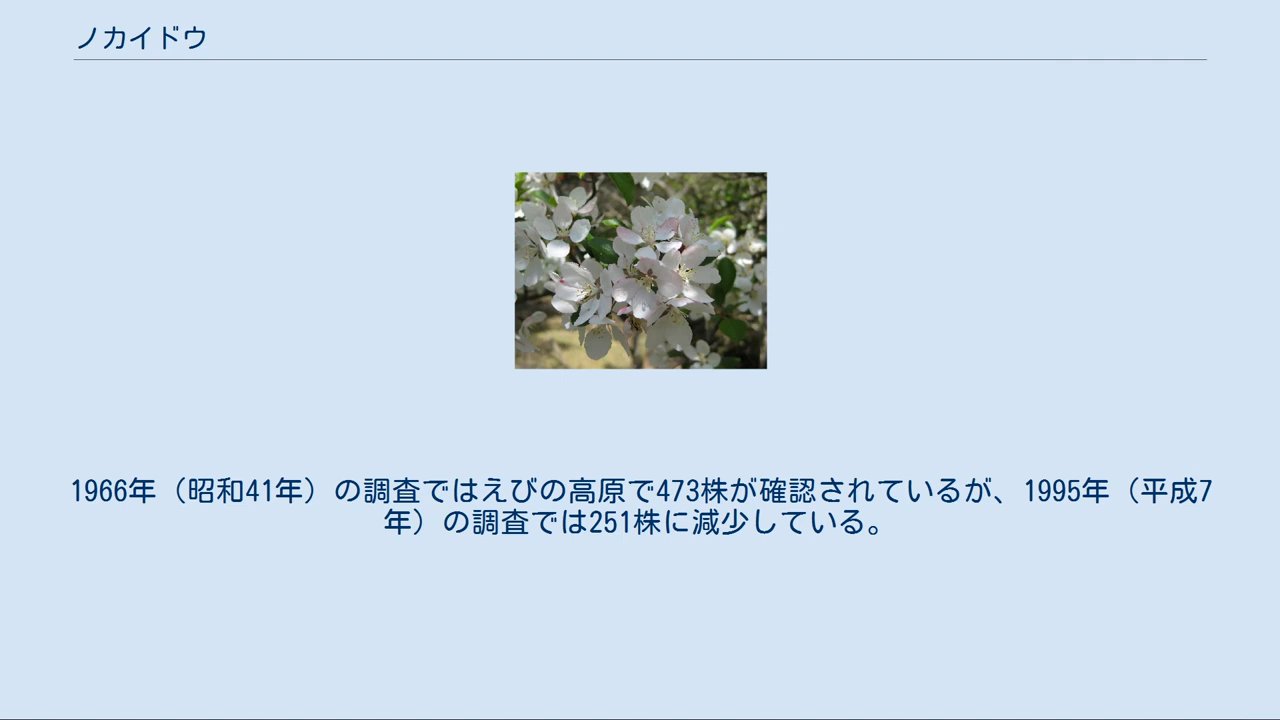 ノカイドウ
1966年（昭和41年）の調査ではえびの高原で473株が確認されているが、1995年（平成7
年）の調査では251株に減少している。